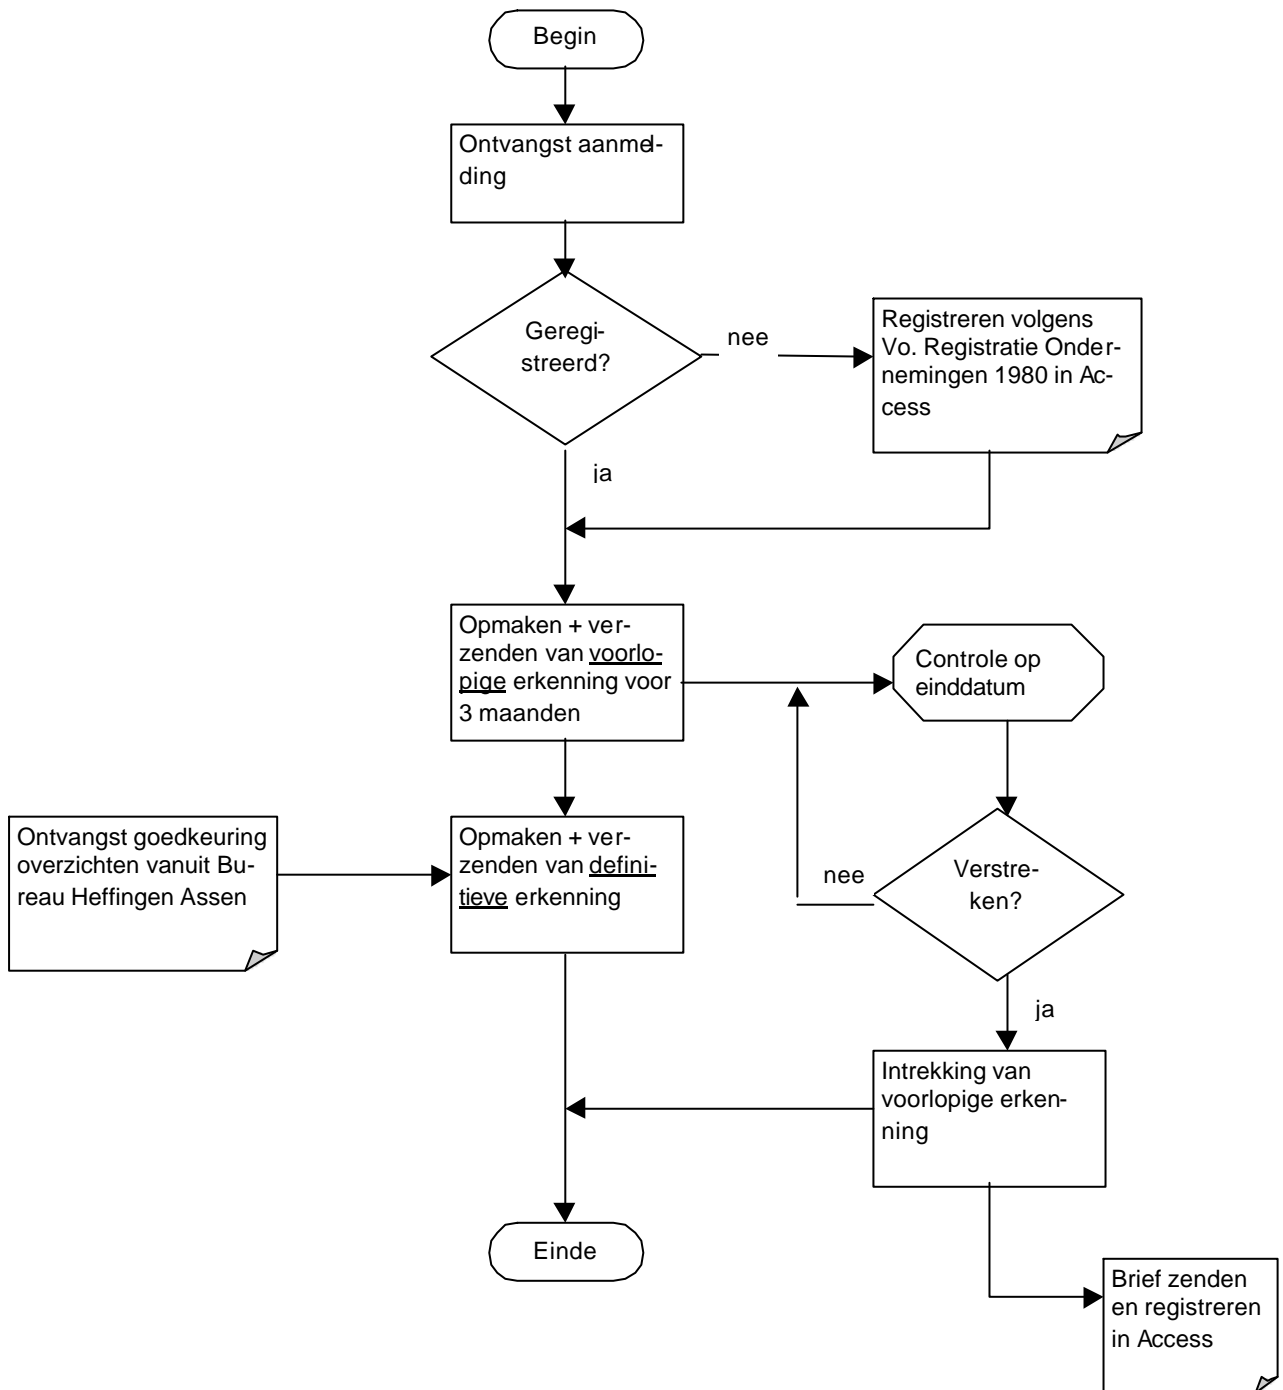 Begin
Ontvangst aanmel-
ding
Geregi-
streerd?
nee
Registreren volgens
Vo. Registratie Onder-
nemingen 1980 in Ac-
cess
ja
Opmaken + ver-
zenden van voorlo-
pige erkenning voor
3 maanden
Controle op
einddatum
Ontvangst goedkeuring
overzichten vanuit Bu-
reau Heffingen Assen
Opmaken + ver-
zenden van defini-
tieve erkenning
nee
Verstre-
ken?
ja
Intrekking van
voorlopige erken-
ning
Einde
Brief zenden
en registreren
in Access